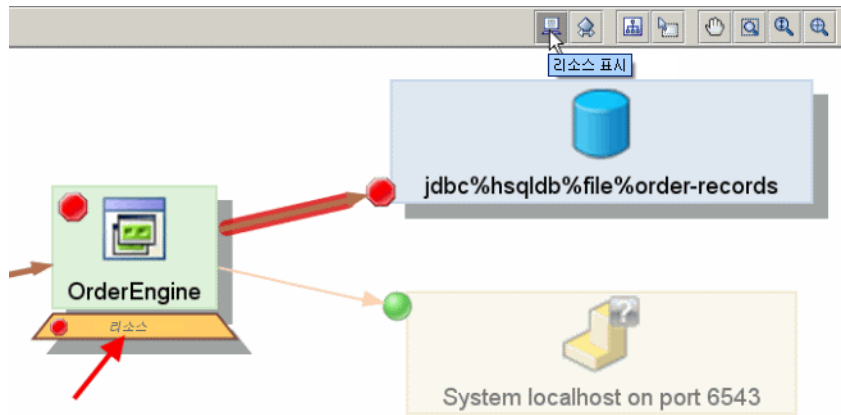 리소스 표시
jdbc%hsqldb%file%order-records
OrderEngine
리소스
System localhost on port 6543